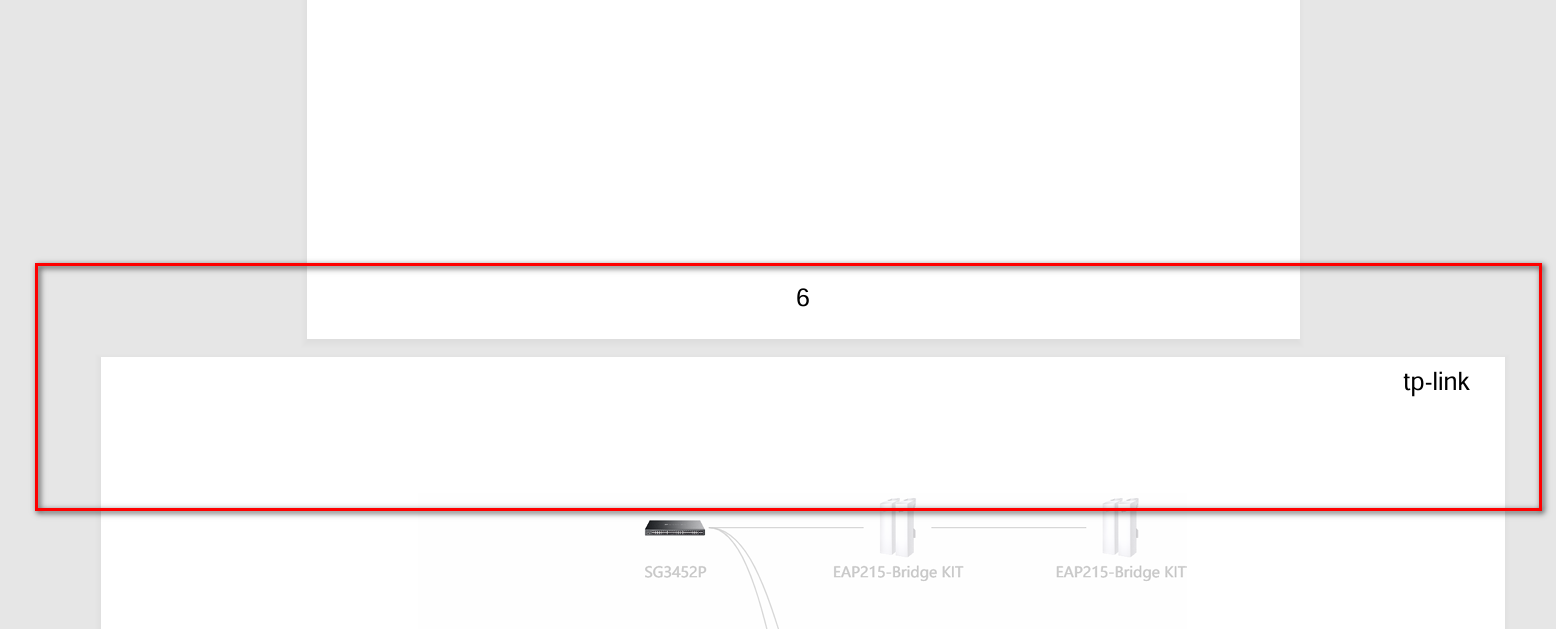 6
tp-link
SG3452P
EAP215-Bridge KIT
EAP215-Bridge KIT